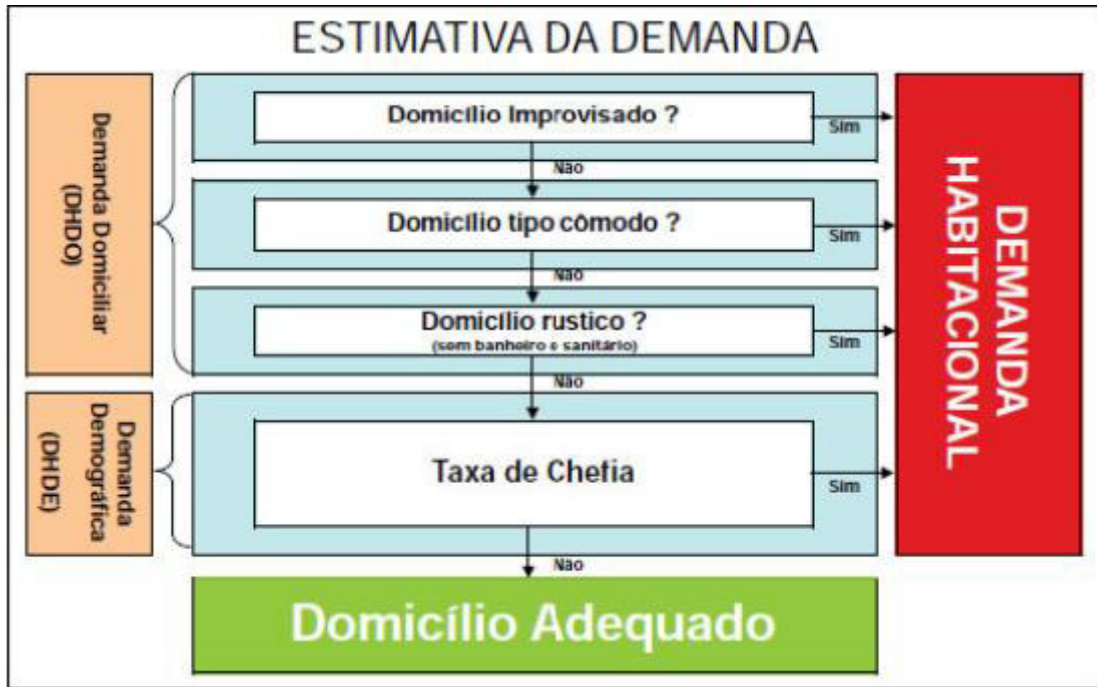 ESTIMATIVA DA DEMANDA
Demanda Domiciliar
(DHDO)
Domicílio Improvisado ?
Sim
Não
Domicílio tipo cômodo ?
Sim
Não
Domicílio rustico ?
(sem banheiro e sanitário)
Sim
Não
Demanda
Demográfica
(DHDE)
Taxa de Chefia
Sim
Não
Domicílio Adequado
DEMANDA
HABITACIONAL